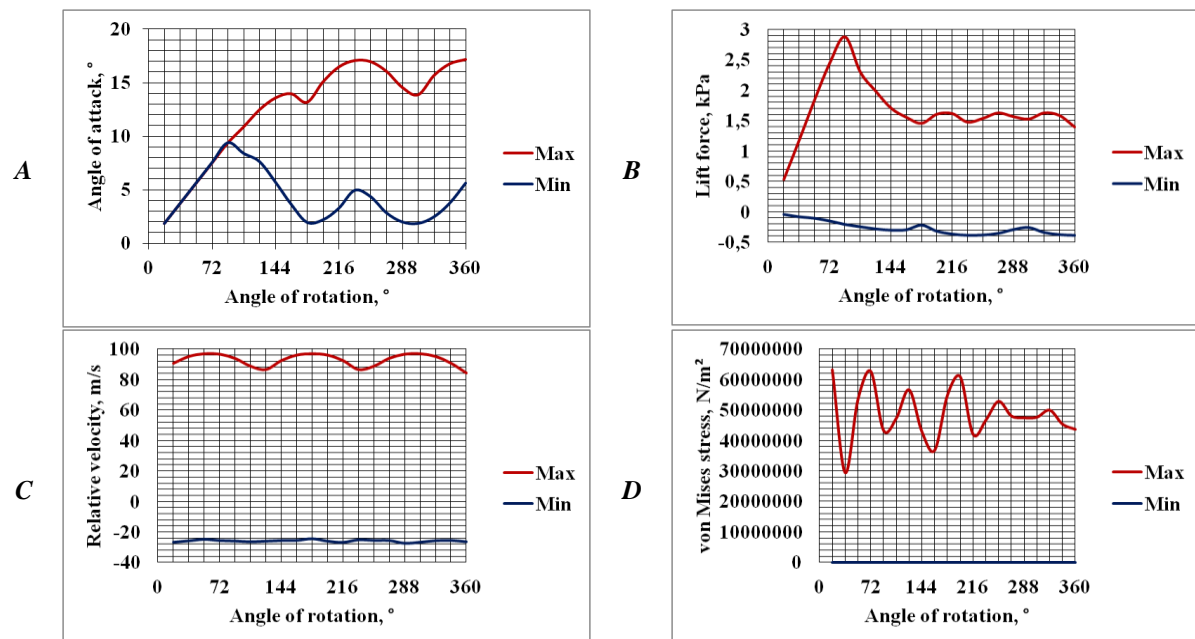 A
Angle of attack, °
20
15
10
5
0
0 72 144 216 288 360
Angle of rotation, °
Max
Min
B
Lift force, kPa
3
2,5
2
1,5
1
0,5
0
-0,5
0 72 144 216 288 360
Angle of rotation, °
Max
Min
C
Relative velocity, m/s
100
80
60
40
20
0
-20
-40
0 72 144 216 288 360
Angle of rotation, °
Max
Min
D
von Mises stress, N/m²
70000000
60000000
50000000
40000000
30000000
20000000
10000000
0
0 72 144 216 288 360
Angle of rotation, °
Max
Min